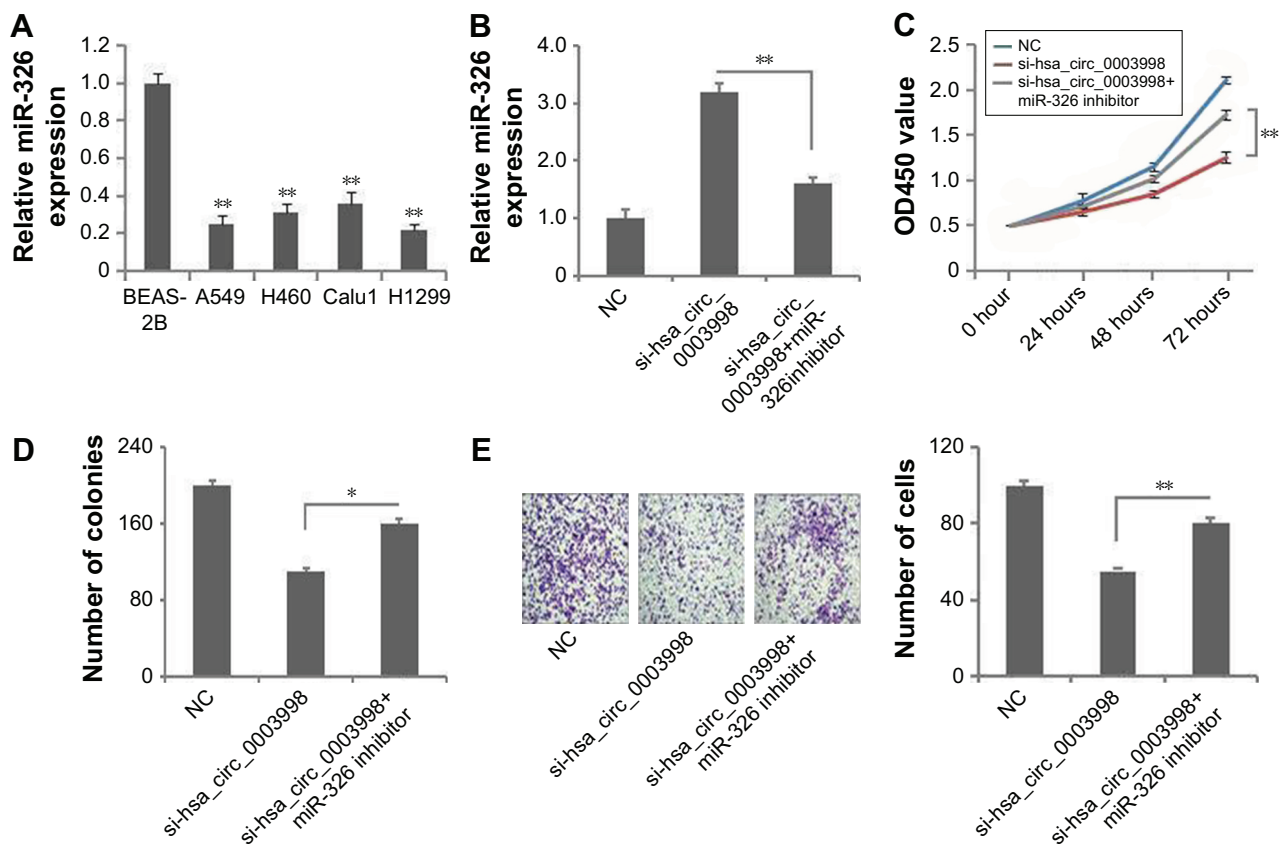 A
Relative miR-326
expression
1.2
1.0
0.8
0.6
0.4
0.2
0
**
**
**
**
BEAS-
2B
A549
H460
Calu1
H1299
B
Relative miR-326
expression
4.0
3.0
2.0
1.0
0
**
NC
si-hsa_circ_
0003998
si-hsa_circ_
0003998+miR-
326inhibitor
C
OD450 value
2.5
2.0
1.5
1.0
0.5
0
NC
si-hsa_circ_0003998
si-hsa_circ_0003998+
miR-326 inhibitor
**
0 hour
24 hours
48 hours
72 hours
D
Number of colonies
240
160
80
0
*
NC
si-hsa_circ_0003998
si-hsa_circ_0003998+
miR-326 inhibitor
E
NC
si-hsa_circ_0003998
si-hsa_circ_0003998+
miR-326 inhibitor
Number of cells
120
80
40
0
**
NC
si-hsa_circ_0003998
si-hsa_circ_0003998+
miR-326 inhibitor